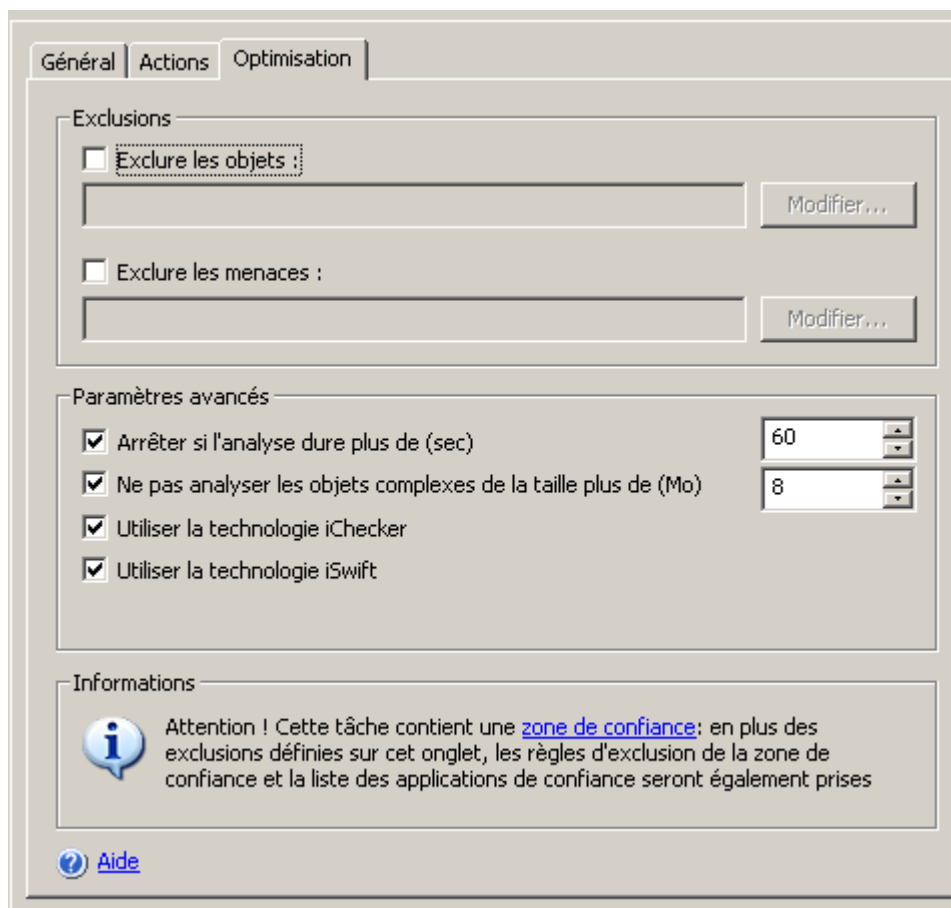 Général
Actions
Optimisation
Exclusions
Exclure les objets :
Modifier...
Exclure les menaces :
Modifier...
Paramètres avancés
Arrêter si l'analyse dure plus de (sec)
60
Ne pas analyser les objets complexes de la taille plus de (Mo)
8
Utiliser la technologie iChecker
Utiliser la technologie iSwift
Informations
Attention ! Cette tâche contient une zone de confiance: en plus des
exclusions définies sur cet onglet, les règles d'exclusion de la zone de
confiance et la liste des applications de confiance seront également prises
Aide